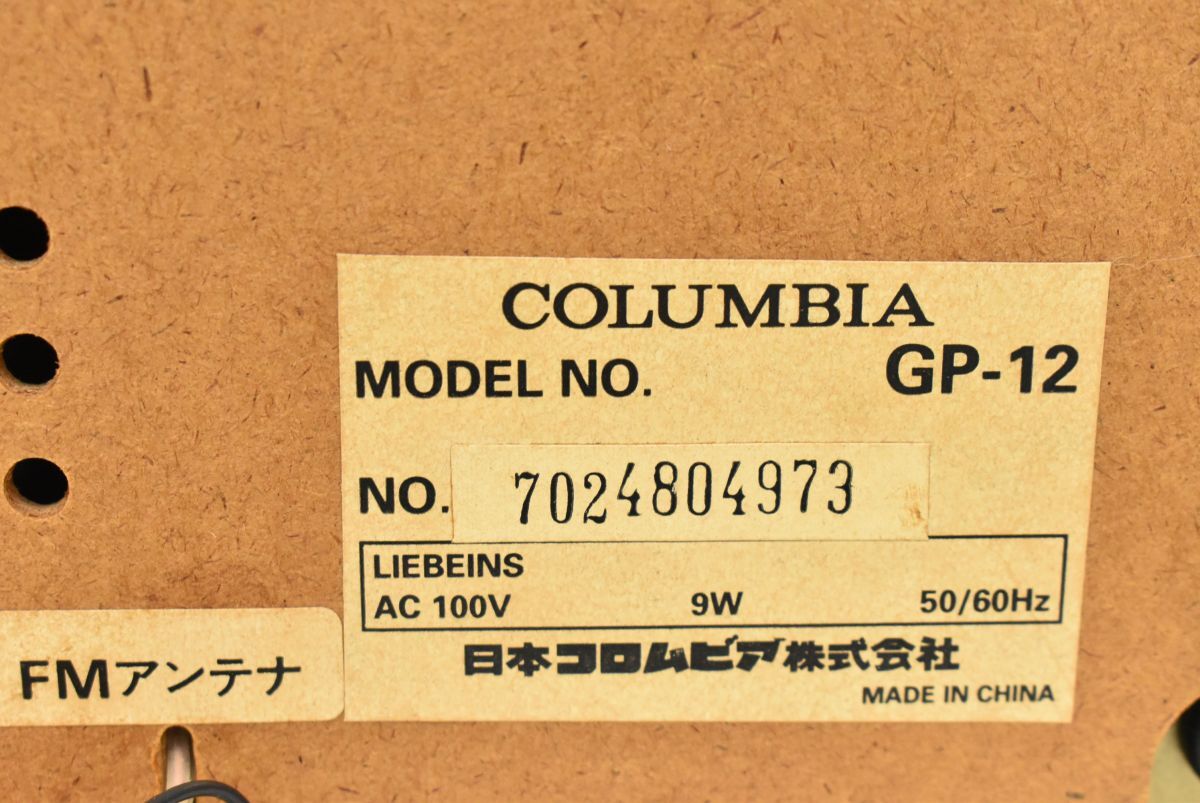 COLUMBIA
MODEL NO. GP-12
NO. 7024804973
LIEBEINS
AC 100V 9W 50/60Hz
日本コロムビア株式会社
MADE IN CHINA
FMアンテナ